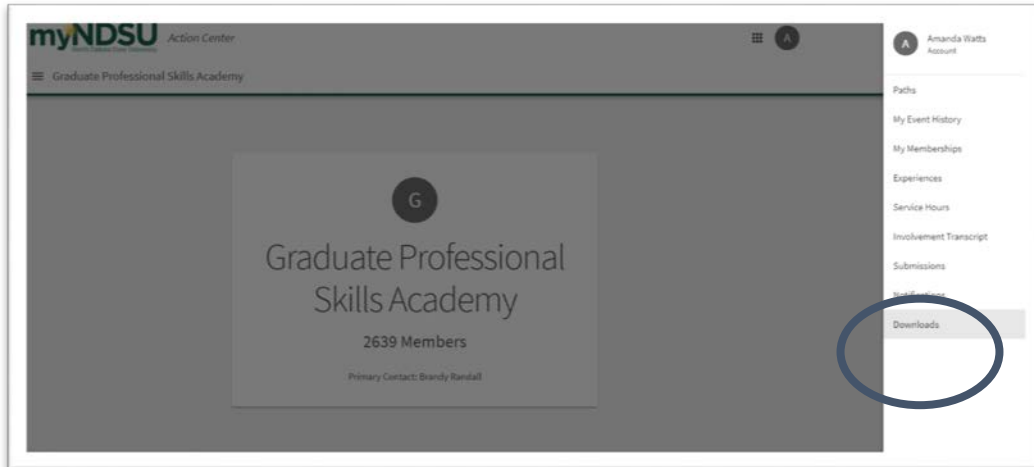 myNDSU Action Center
A
Graduate Professional Skills Academy
G
Graduate Professional
Skills Academy
2639 Members
Primary Contact: Brandy Randall
A
Amanda Watts
Account
Paths
My Event History
My Memberships
Experiences
Service Hours
Involvement Transcript
Submissions
Notifications
Downloads